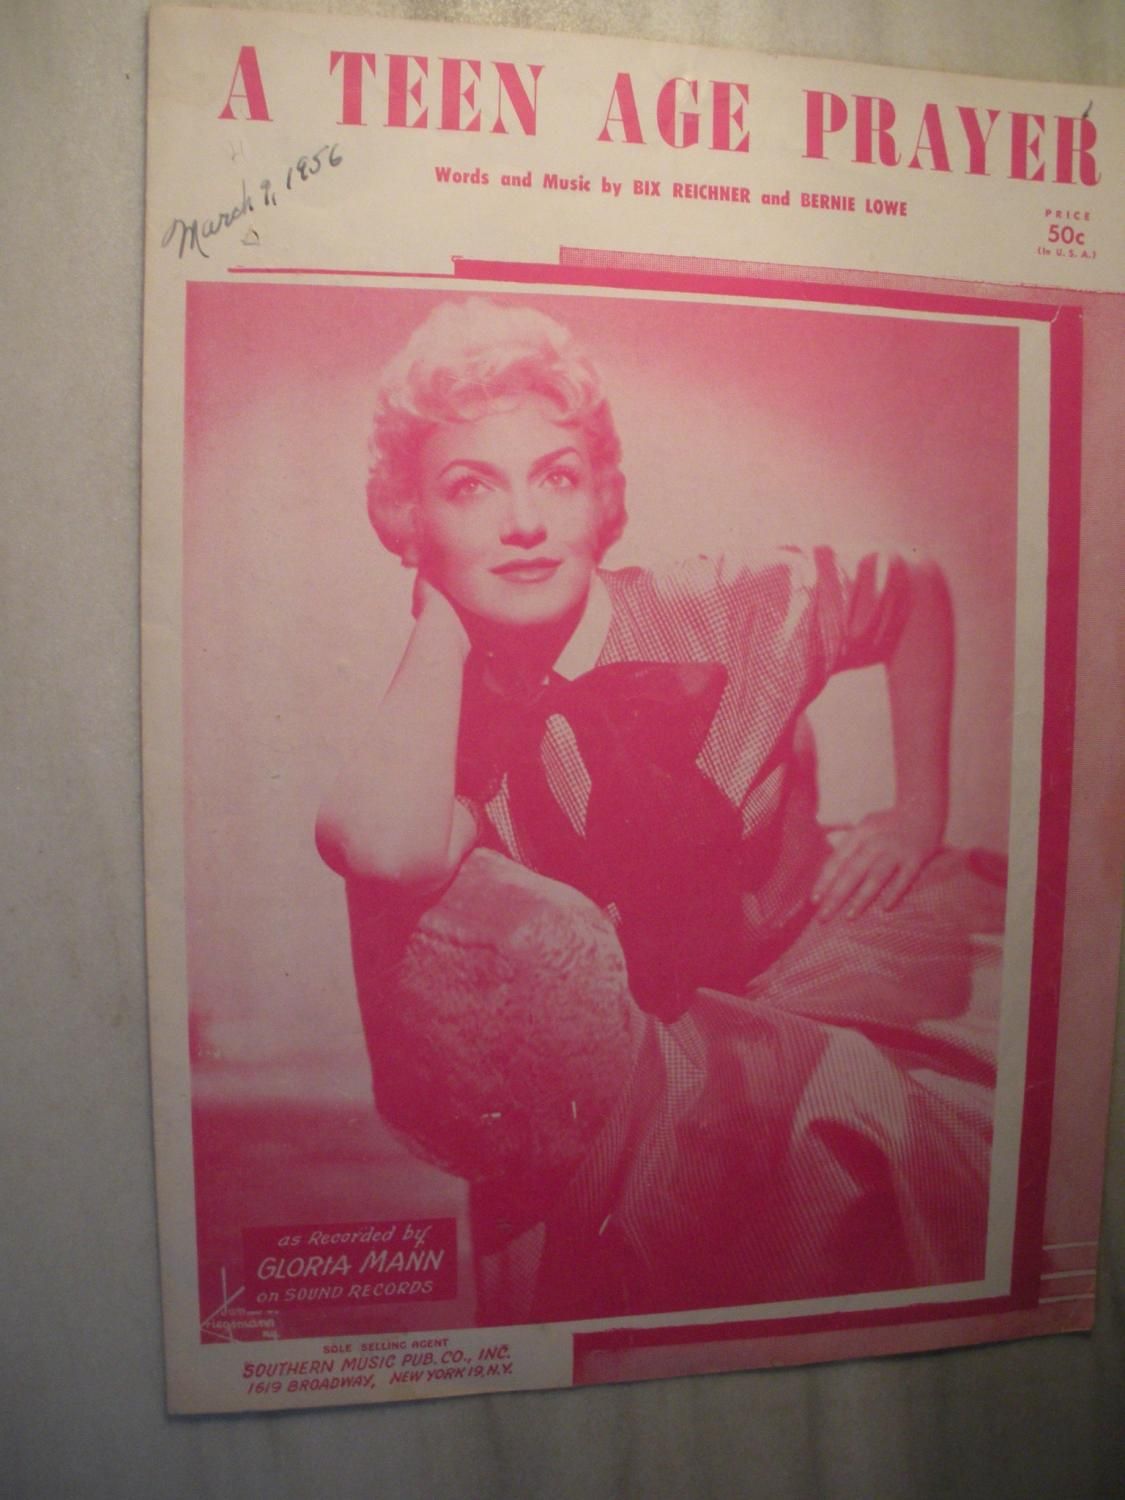 A TEEN AGE PRAYER
March 9, 1956
Words and Music by BIX REICHNER and BERNIE LOWE
PRICE
50c
(In U. S. A.)
as Recorded by
GLORIA MANN
on SOUND RECORDS
SOLE SELLING AGENT
SOUTHERN MUSIC PUB. CO., INC.
1619 BROADWAY, NEW YORK 19, N.Y.